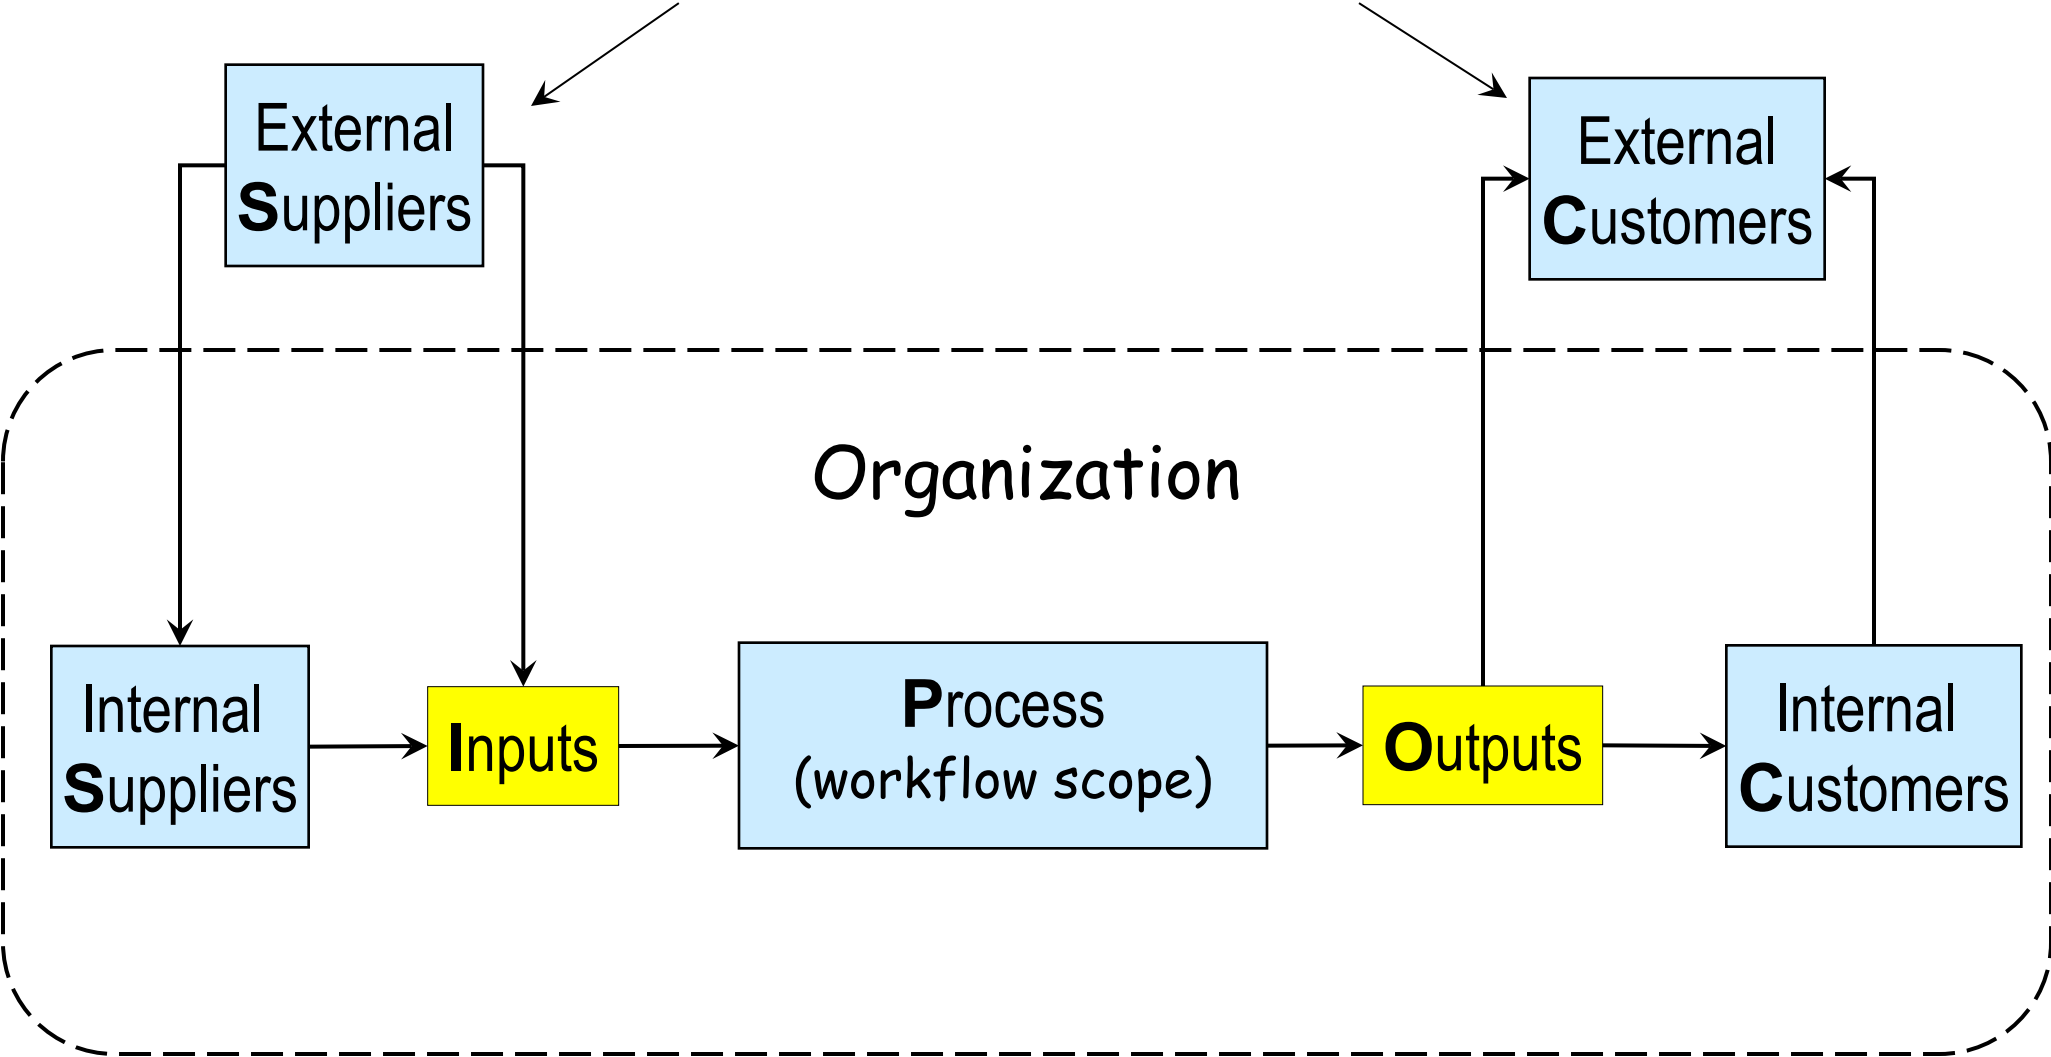 External
Suppliers
External
Customers
Organization
Internal
Suppliers
Inputs
Process
(workflow scope)
Outputs
Internal
Customers